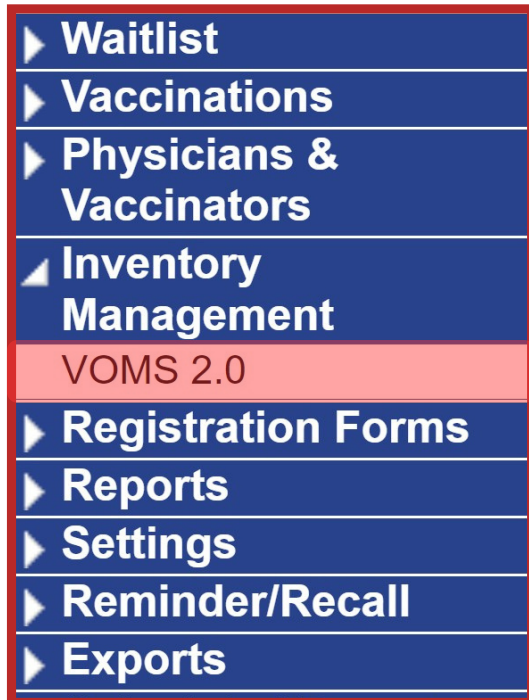 Waitlist
Vaccinations
Physicians &
Vaccinators
Inventory
Management
VOMS 2.0
Registration Forms
Reports
Settings
Reminder/Recall
Exports